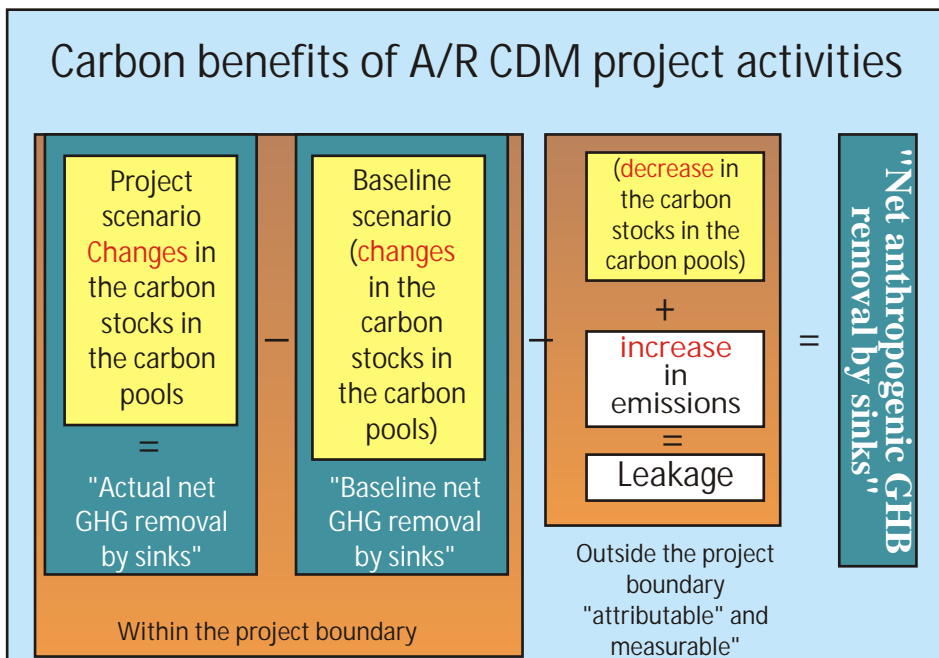 Carbon benefits of A/R CDM project activities
Project
scenario
Changes in
the carbon
stocks in
the carbon
pools
=
"Actual net
GHG removal
by sinks"
−
Baseline
scenario
(changes
in the
carbon
stocks in
the carbon
pools)
"Baseline net
GHG removal
by sinks"
Within the project boundary
−
(decrease in
the carbon
stocks in the
carbon pools)
+
increase
in
emissions
=
Leakage
Outside the project
boundary
"attributable" and
measurable"
=
"Net anthropogenic GHB
removal by sinks"